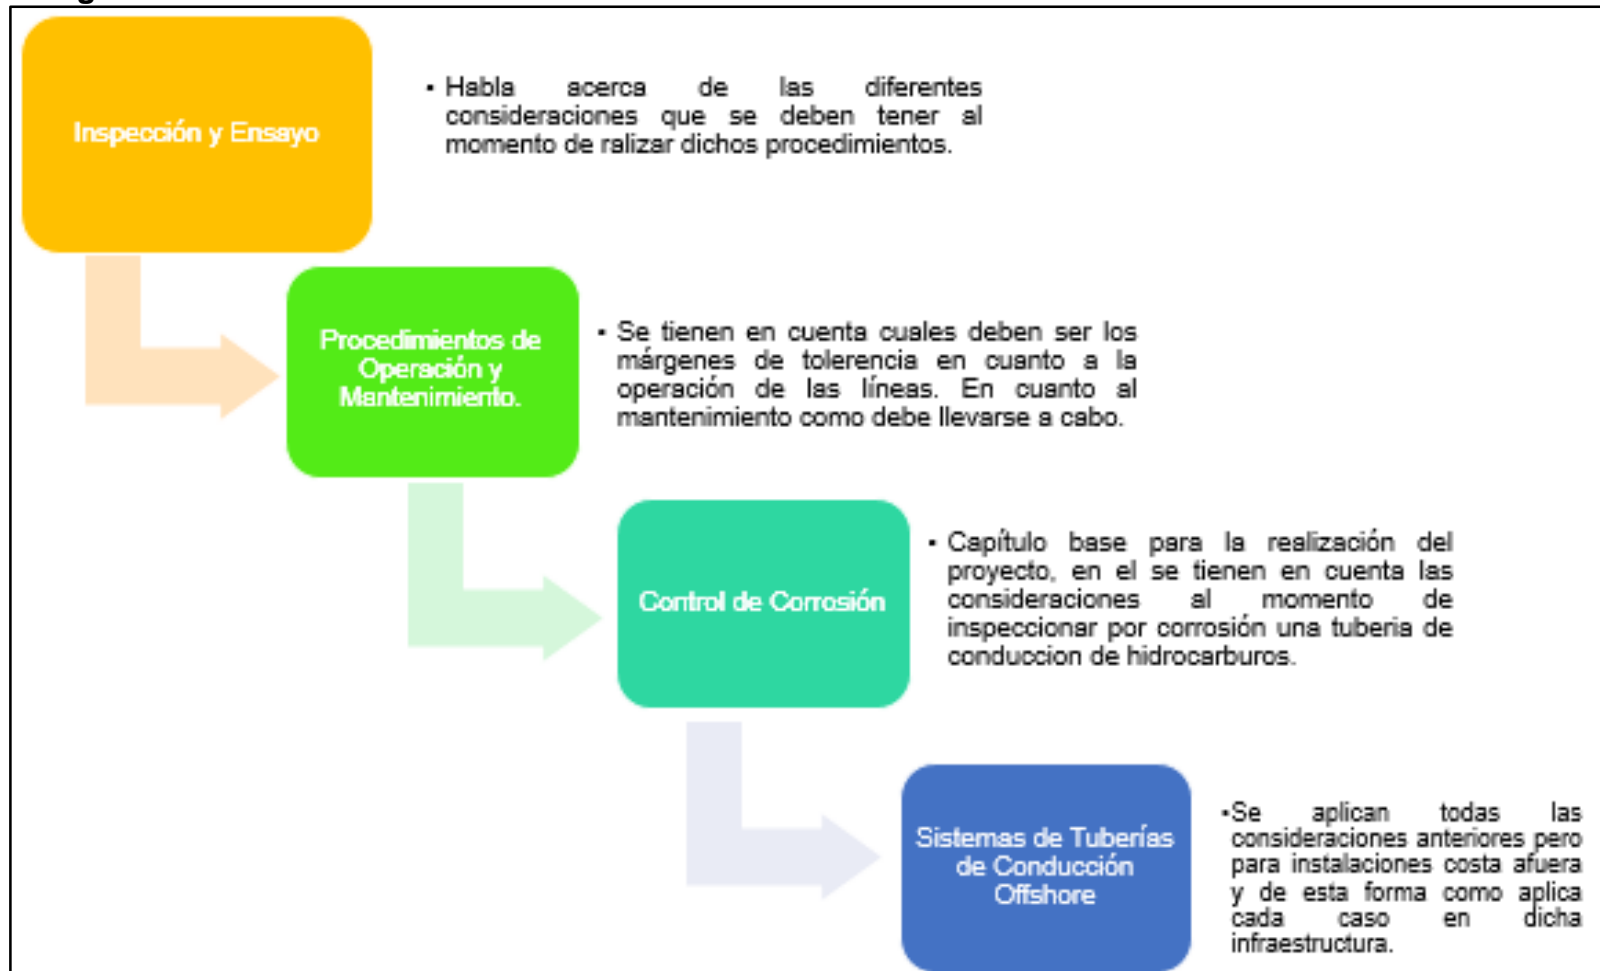 Inspección y Ensayo
▪ Habla acerca de las diferentes
consideraciones que se deben tener al
momento de ralizar dichos procedimientos.
Procedimientos de
Operación y
Mantenimiento.
▪ Se tienen en cuenta cuales deben ser los
márgenes de tolerencia en cuanto a la
operación de las líneas. En cuanto al
mantenimiento como debe llevarse a cabo.
Control de Corrosión
▪ Capítulo base para la realización del
proyecto, en el se tienen en cuenta las
consideraciones al momento de
inspeccionar por corrosión una tuberia de
conduccion de hidrocarburos.
Sistemas de Tuberías
de Conducción
Offshore
▪Se aplican todas las
consideraciones anteriores pero
para instalaciones costa afuera
y de esta forma como aplica
cada caso en dicha
infraestructura.